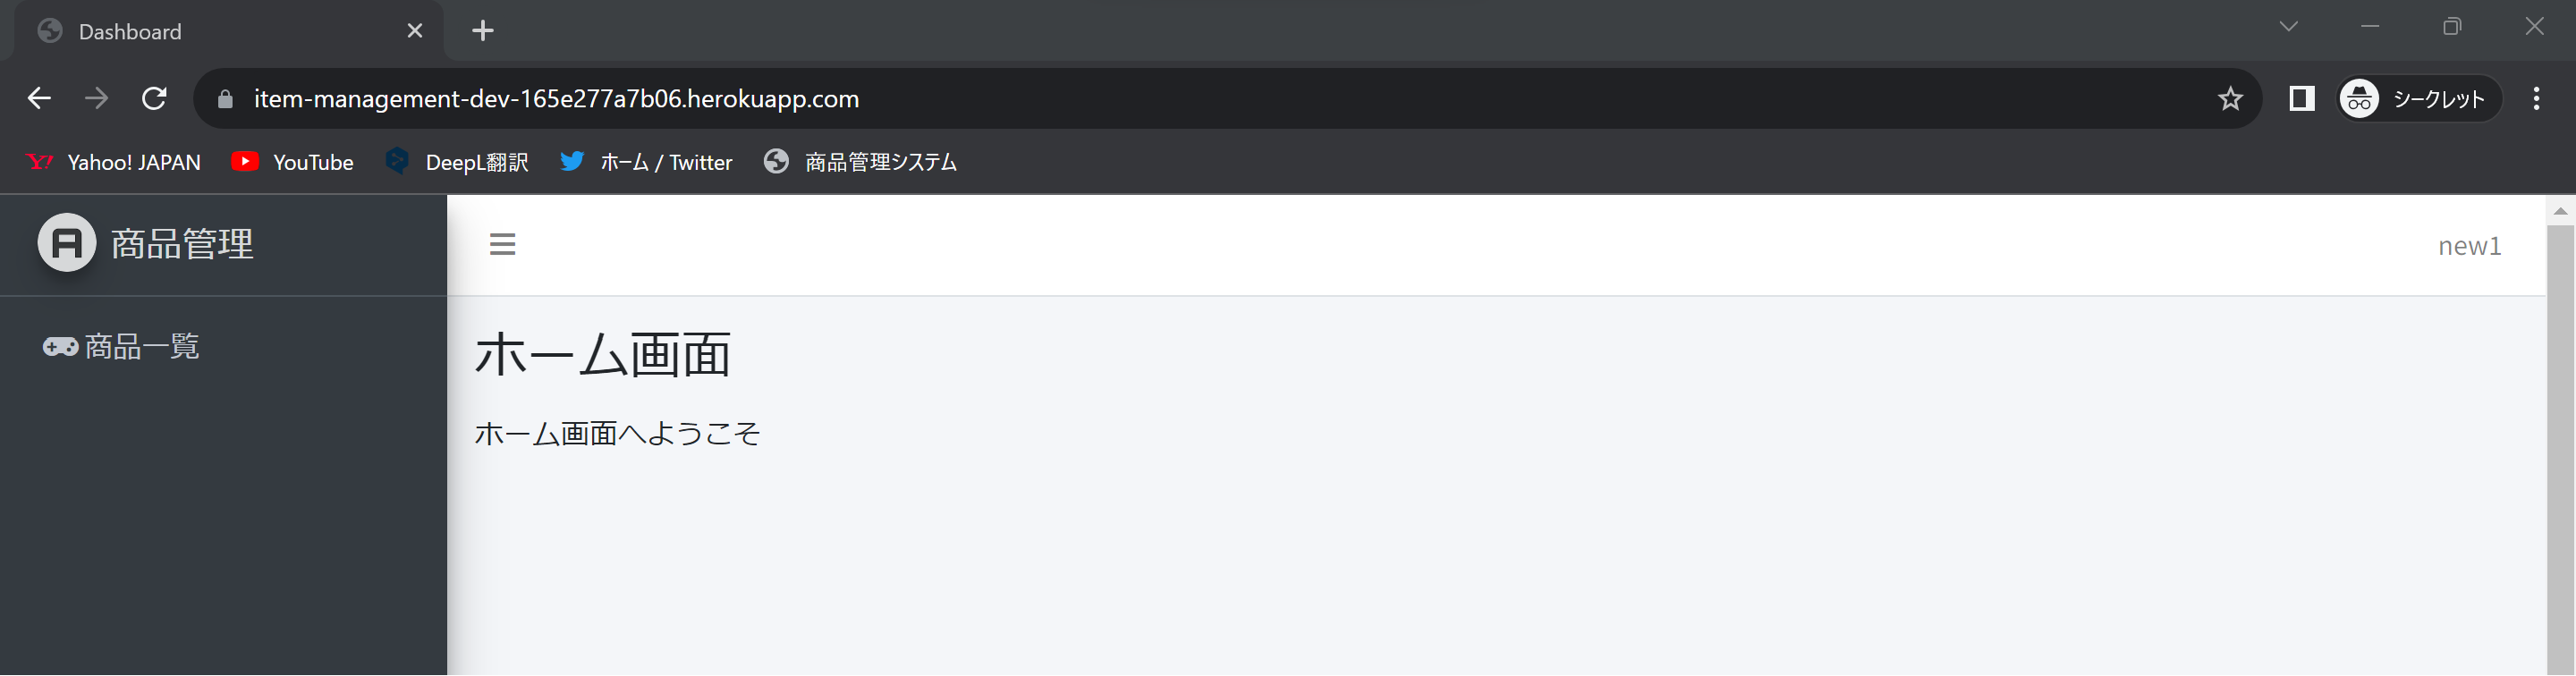 Dashboard
item-management-dev-165e277a7b06.herokuapp.com
シークレット
Yahoo! JAPAN
YouTube
DeepL翻訳
ホーム / Twitter
商品管理システム
商品管理
new1
商品一覧
ホーム画面
ホーム画面へようこそ